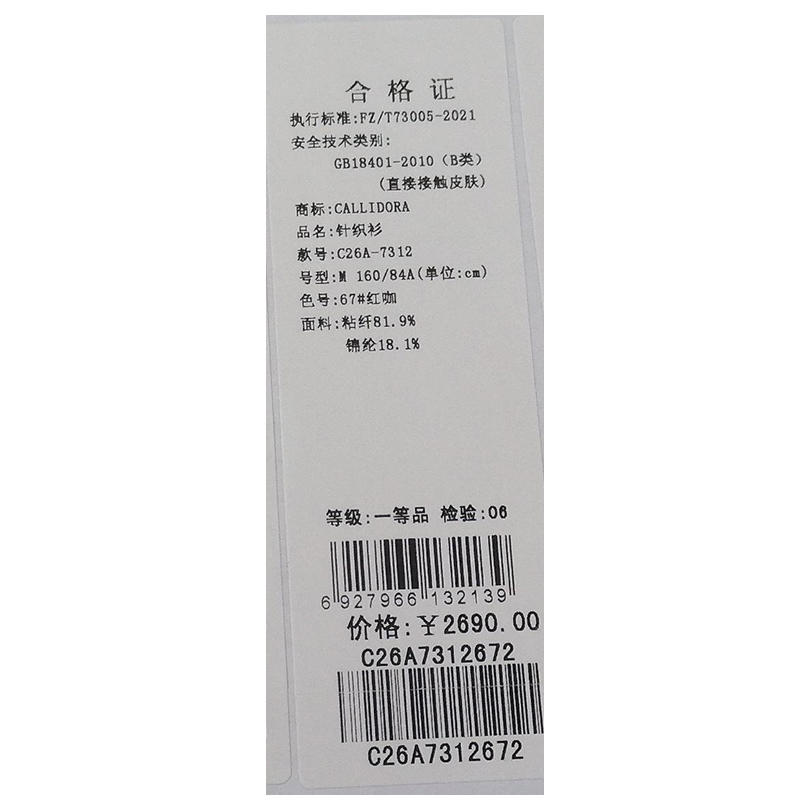 合格证
执行标准:FZ/T73005-2021
安全技术类别:
GB18401-2010（B类）
(直接接触皮肤)
商标:CALLIDORA
品名:针织衫
款号:C26A-7312
号型:M 160/84A(单位:cm)
色号:67#红咖
面料:粘纤81.9%
锦纶18.1%
等级:一等品 检验:06
6 927966 132139
价格:￥2690.00
C26A7312672
C26A7312672